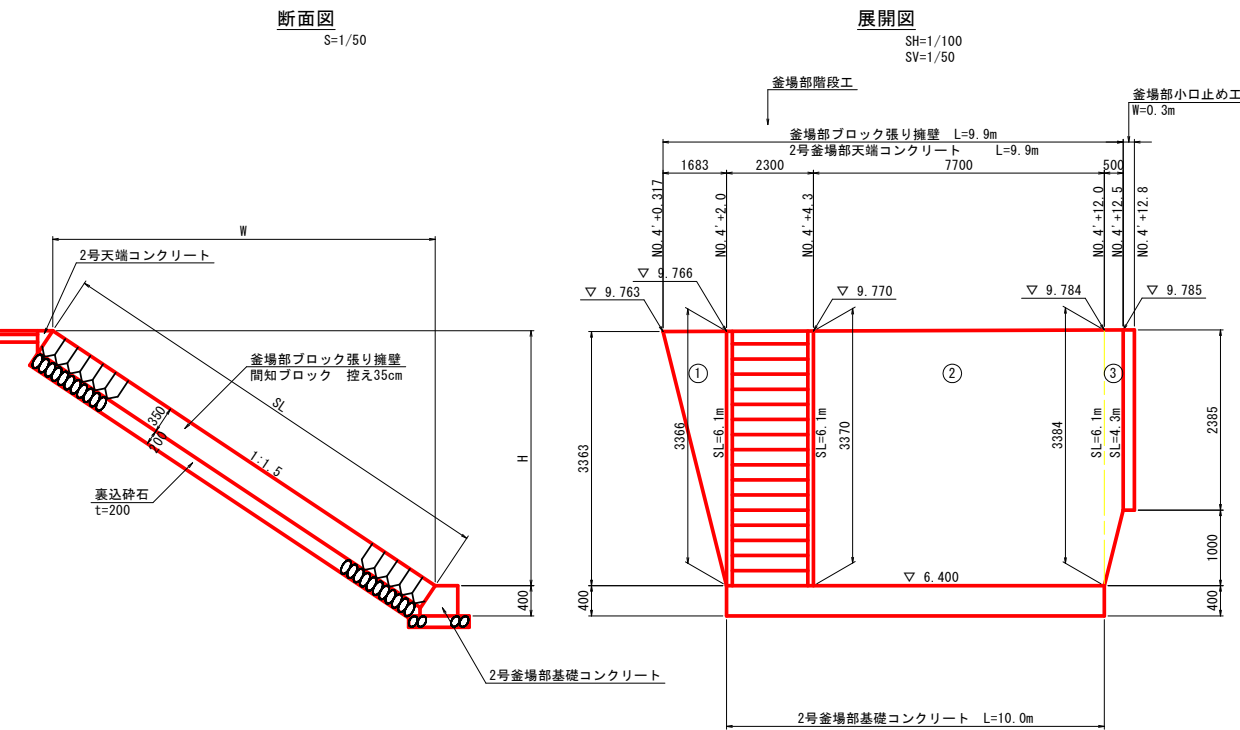 断面図
S=1/50
W
2号天端コンクリート
釜場部ブロック張り擁壁
間知ブロック 控え35cm
SL
350
200
1:1.5
裏込砕石
t=200
H
400
2号釜場部基礎コンクリート
展開図
SH=1/100
SV=1/50
釜場部階段工
釜場部小口止め工
W=0.3m
釜場部ブロック張り擁壁 L=9.9m
2号釜場部天端コンクリート L=9.9m
1683
2300
7700
500
NO.4'+0.317
NO.4'+2.0
NO.4'+4.3
NO.4'+12.0
NO.4'+12.5
NO.4'+12.8
▽ 9.763
▽ 9.766
▽ 9.770
▽ 9.784
▽ 9.785
①
②
③
3363
3366
SL=6.1m
SL=6.1m
3370
3384
SL=6.1m
SL=4.3m
2385
1000
▽ 6.400
400
400
2号釜場部基礎コンクリート L=10.0m